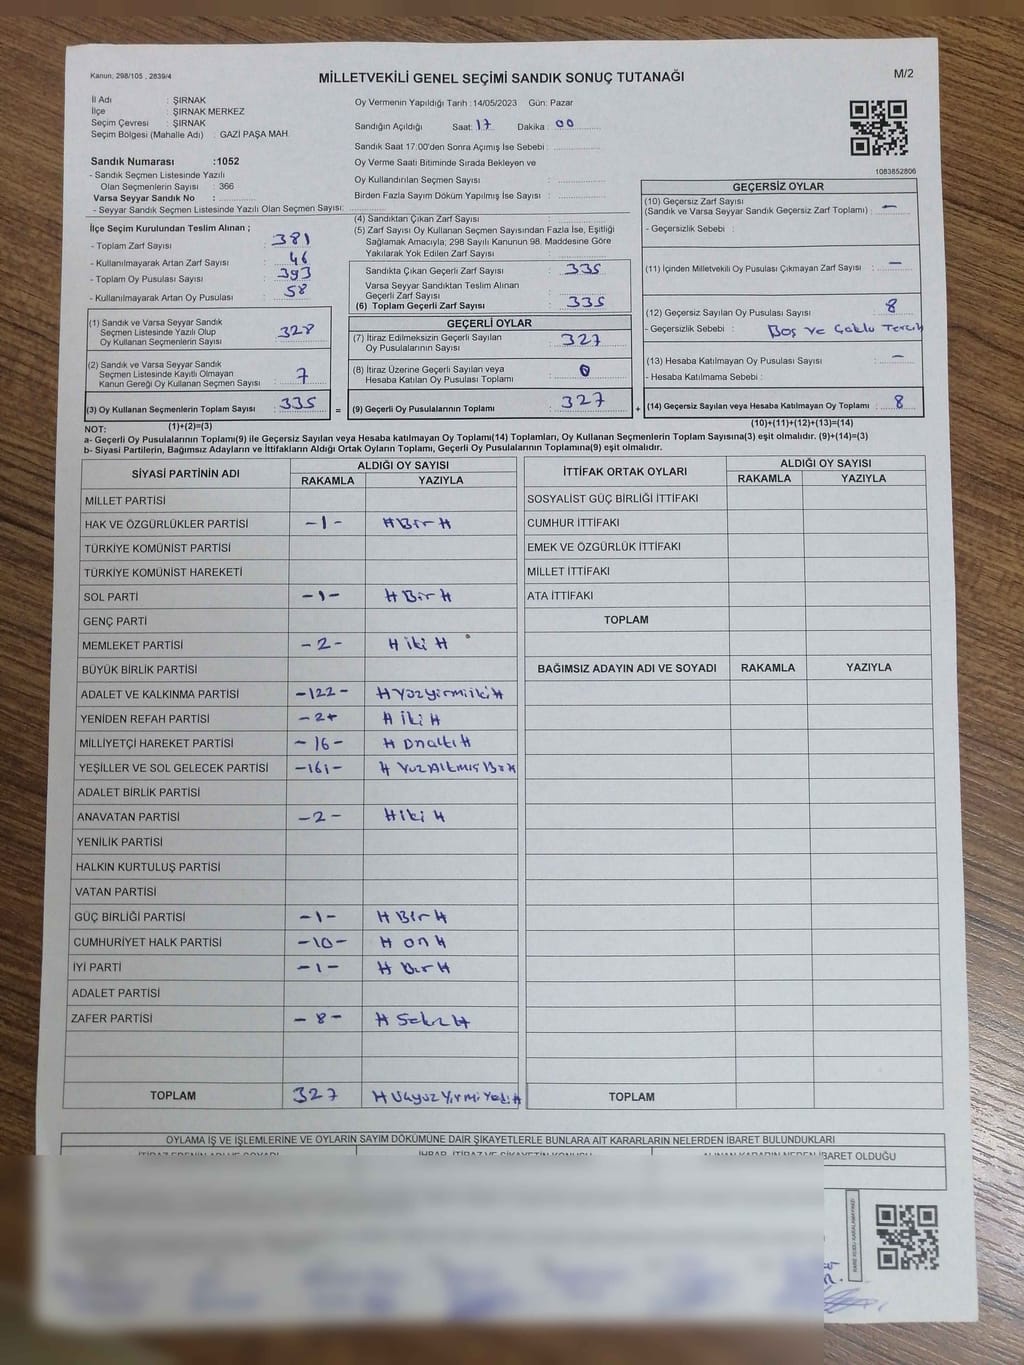 Kanun; 298/105 , 2839/4
MİLLETVEKİLİ GENEL SEÇİMİ SANDIK SONUÇ TUTANAĞI
M/2
İl Adı : ŞIRNAK
İlçe : ŞIRNAK MERKEZ
Seçim Çevresi : ŞIRNAK
Seçim Bölgesi (Mahalle Adı) : GAZİ PAŞA MAH.
Oy Vermenin Yapıldığı Tarih : 14/05/2023 Gün: Pazar
Sandığın Açıldığı Saat: 17 Dakika : 00
Sandık Saat 17:00'den Sonra Açımış İse Sebebi :
Oy Verme Saati Bitiminde Sırada Bekleyen ve
Oy Kullandırılan Seçmen Sayısı :
Birden Fazla Sayım Döküm Yapılmış İse Sayısı :
1083852806
Sandık Numarası :1052
- Sandık Seçmen Listesinde Yazılı
Olan Seçmenlerin Sayısı : 366
Varsa Seyyar Sandık No :
- Seyyar Sandık Seçmen Listesinde Yazılı Olan Seçmen Sayısı:
İlçe Seçim Kurulundan Teslim Alınan ;
- Toplam Zarf Sayısı : 381
- Kullanılmayarak Artan Zarf Sayısı : 46
- Toplam Oy Pusulası Sayısı : 393
- Kullanılmayarak Artan Oy Pusulası : 58
(1) Sandık ve Varsa Seyyar Sandık
Seçmen Listesinde Yazılı Olup
Oy Kullanan Seçmenlerin Sayısı : 328
(2) Sandık ve Varsa Seyyar Sandık
Seçmen Listesinde Kayıtlı Olmayan
Kanun Gereği Oy Kullanan Seçmen Sayısı : 7
(3) Oy Kullanan Seçmenlerin Toplam Sayısı : 335
(1)+(2)=(3)
(4) Sandıktan Çıkan Zarf Sayısı :
(5) Zarf Sayısı Oy Kullanan Seçmen Sayısından Fazla İse, Eşitliği
Sağlamak Amacıyla; 298 Sayılı Kanunun 98. Maddesine Göre
Yakılarak Yok Edilen Zarf Sayısı :
Sandıkta Çıkan Geçerli Zarf Sayısı : 335
Varsa Seyyar Sandıktan Teslim Alınan
Geçerli Zarf Sayısı :
(6) Toplam Geçerli Zarf Sayısı : 335
GEÇERLİ OYLAR
(7) İtiraz Edilmeksizin Geçerli Sayılan
Oy Pusulalarının Sayısı : 327
(8) İtiraz Üzerine Geçerli Sayılan veya
Hesaba Katılan Oy Pusulası Toplamı : 0
= (9) Geçerli Oy Pusulalarının Toplamı : 327
GEÇERSİZ OYLAR
(10) Geçersiz Zarf Sayısı
(Sandık ve Varsa Seyyar Sandık Geçersiz Zarf Toplamı) : —
- Geçersizlik Sebebi :
(11) İçinden Milletvekili Oy Pusulası Çıkmayan Zarf Sayısı : —
(12) Geçersiz Sayılan Oy Pusulası Sayısı : 8
- Geçersizlik Sebebi : Boş ve Çoklu Tercih
(13) Hesaba Katılmayan Oy Pusulası Sayısı : —
- Hesaba Katılmama Sebebi :
+ (14) Geçersiz Sayılan veya Hesaba Katılmayan Oy Toplamı : 8
(10)+(11)+(12)+(13)=(14)
NOT:
a- Geçerli Oy Pusulalarının Toplamı(9) ile Geçersiz Sayılan veya Hesaba katılmayan Oy Toplamı(14) Toplamları, Oy Kullanan Seçmenlerin Toplam Sayısına(3) eşit olmalıdır. (9)+(14)=(3)
b- Siyasi Partilerin, Bağımsız Adayların ve İttifakların Aldığı Ortak Oyların Toplamı, Geçerli Oy Pusulalarının Toplamına(9) eşit olmalıdır.
SİYASİ PARTİNİN ADI ALDIĞI OY SAYISI
RAKAMLA YAZIYLA
MİLLET PARTİSİ
HAK VE ÖZGÜRLÜKLER PARTİSİ -1- # Bir #
TÜRKİYE KOMÜNİST PARTİSİ
TÜRKİYE KOMÜNİST HAREKETİ
SOL PARTİ -1- # Bir #
GENÇ PARTİ
MEMLEKET PARTİSİ -2- # iki #
BÜYÜK BİRLİK PARTİSİ
ADALET VE KALKINMA PARTİSİ -122- # Yüzyirmiiki #
YENİDEN REFAH PARTİSİ -2- # iki #
MİLLİYETÇİ HAREKET PARTİSİ -16- # Onaltı #
YEŞİLLER VE SOL GELECEK PARTİSİ -161- # YüzAltmışBir #
ADALET BİRLİK PARTİSİ
ANAVATAN PARTİSİ -2- # iki #
YENİLİK PARTİSİ
HALKIN KURTULUŞ PARTİSİ
VATAN PARTİSİ
GÜÇ BİRLİĞİ PARTİSİ -1- # Bir #
CUMHURİYET HALK PARTİSİ -10- # on #
İYİ PARTİ -1- # Bir #
ADALET PARTİSİ
ZAFER PARTİSİ -8- # Sekiz #
TOPLAM 327 # Üçyüz Yirmi Yedi #
İTTİFAK ORTAK OYLARI ALDIĞI OY SAYISI
RAKAMLA YAZIYLA
SOSYALİST GÜÇ BİRLİĞİ İTTİFAKI
CUMHUR İTTİFAKI
EMEK VE ÖZGÜRLÜK İTTİFAKI
MİLLET İTTİFAKI
ATA İTTİFAKI
TOPLAM
BAĞIMSIZ ADAYIN ADI VE SOYADI RAKAMLA YAZIYLA
TOPLAM
OYLAMA İŞ VE İŞLEMLERİNE VE OYLARIN SAYIM DÖKÜMÜNE DAİR ŞİKAYETLERLE BUNLARA AİT KARARLARIN NELERDEN İBARET BULUNDUKLARI
İTİRAZ EDENİN ADI VE SOYADI İHBAR, İTİRAZ VE ŞİKAYETİN KONUSU ALINAN KARARIN NEDEN İBARET OLDUĞU
KARE KODU KARALAMAYINIZ!